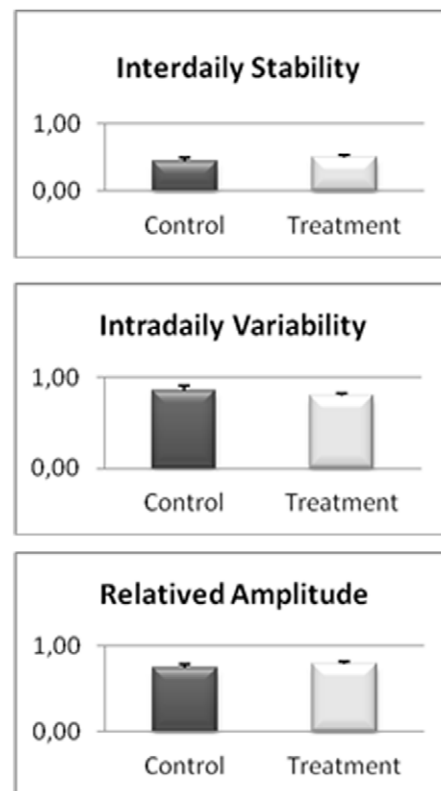 Interdaily Stability
1,00
0,00
Control Treatment
Intradaily Variability
1,00
0,00
Control Treatment
Relatived Amplitude
1,00
0,00
Control Treatment